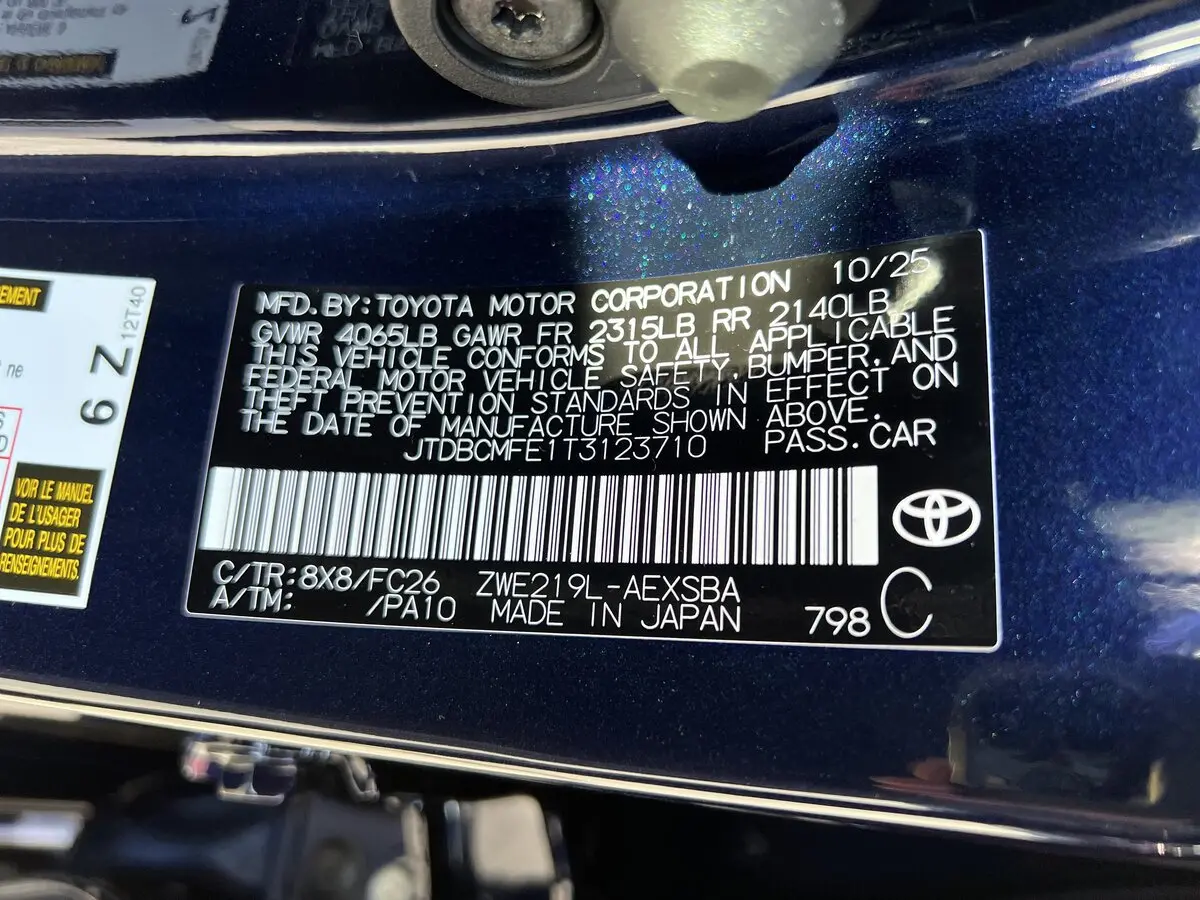 MFD. BY: TOYOTA MOTOR CORPORATION 10/25
GVWR 4065LB GAWR FR 2315LB RR 2140LB
THIS VEHICLE CONFORMS TO ALL APPLICABLE
FEDERAL MOTOR VEHICLE SAFETY, BUMPER, AND
THEFT PREVENTION STANDARDS IN EFFECT ON
THE DATE OF MANUFACTURE SHOWN ABOVE.
JTDBCMFE1T3123710 PASS. CAR
C/TR: 8X8/FC26 ZWE219L-AEXSBA
A/TM: /PA10 MADE IN JAPAN 798 C
EMENT
ne
6 Z 12T40
VOIR LE MANUEL
DE L'USAGER
POUR PLUS DE
RENSEIGNEMENTS.